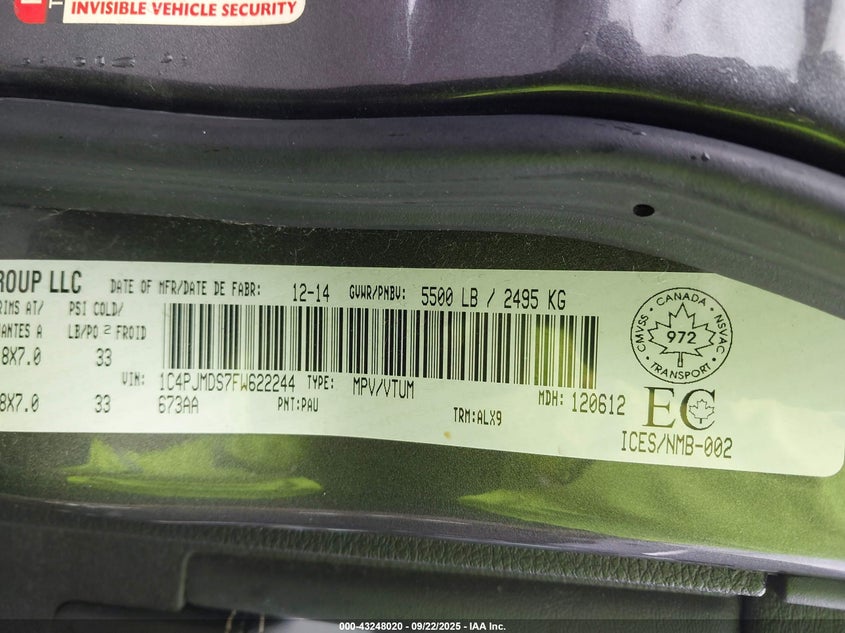 INVISIBLE VEHICLE SECURITY
GROUP LLC DATE OF MFR/DATE DE FABR: 12-14 GVWR/PNBV: 5500 LB / 2495 KG
RIMS AT/ PSI COLD/
ANTES A LB/PO 2 FROID
8X7.0 33
VIN: 1C4PJMDS7FW622244 TYPE: MPV/VTUM MDH: 120612
8X7.0 33 673AA PNT:PAU TRM:ALX9
CMVSS · CANADA · NSVAC
972
TRANSPORT
EC
ICES/NMB-002
000-43248020 - 09/22/2025 - IAA Inc.